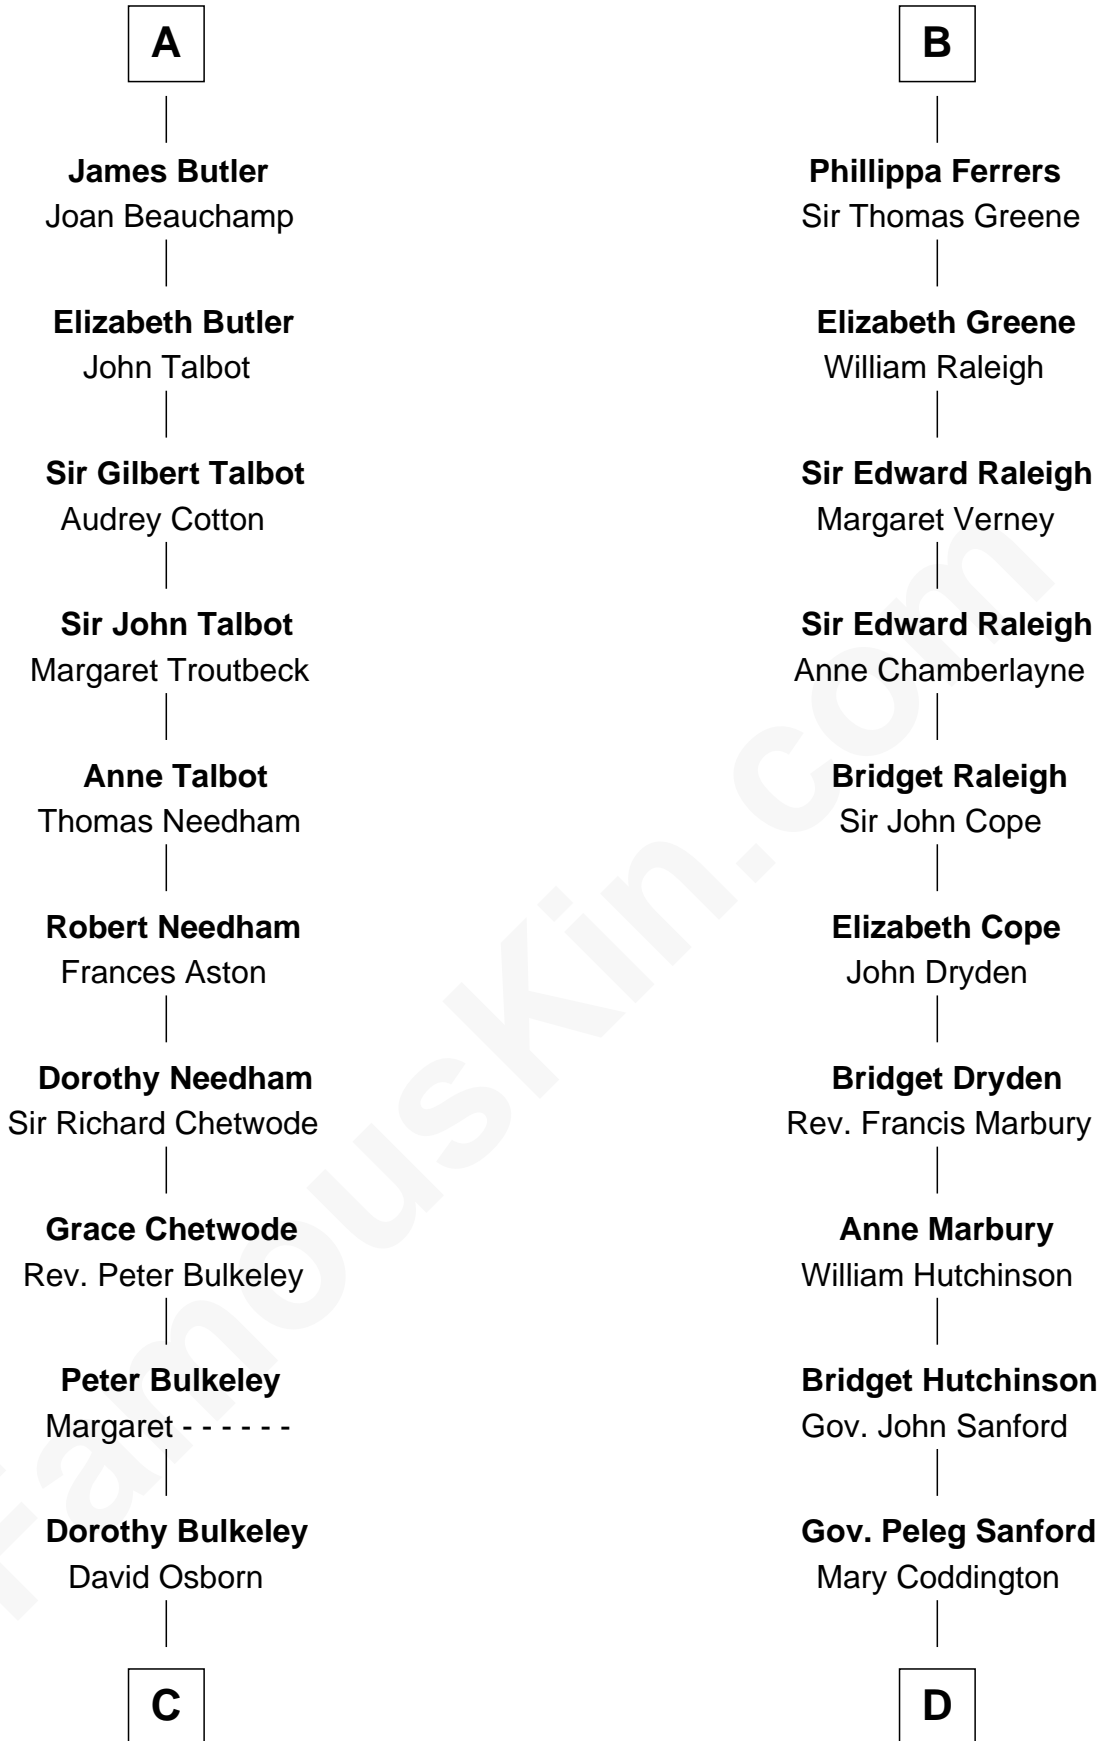 A
James Butler
Joan Beauchamp
Elizabeth Butler
John Talbot
Sir Gilbert Talbot
Audrey Cotton
Sir John Talbot
Margaret Troutbeck
Anne Talbot
Thomas Needham
Robert Needham
Frances Aston
Dorothy Needham
Sir Richard Chetwode
Grace Chetwode
Rev. Peter Bulkeley
Peter Bulkeley
Margaret - - - - - -
Dorothy Bulkeley
David Osborn
C
B
Phillippa Ferrers
Sir Thomas Greene
Elizabeth Greene
William Raleigh
Sir Edward Raleigh
Margaret Verney
Sir Edward Raleigh
Anne Chamberlayne
Bridget Raleigh
Sir John Cope
Elizabeth Cope
John Dryden
Bridget Dryden
Rev. Francis Marbury
Anne Marbury
William Hutchinson
Bridget Hutchinson
Gov. John Sanford
Gov. Peleg Sanford
Mary Coddington
D
FamousKin.com